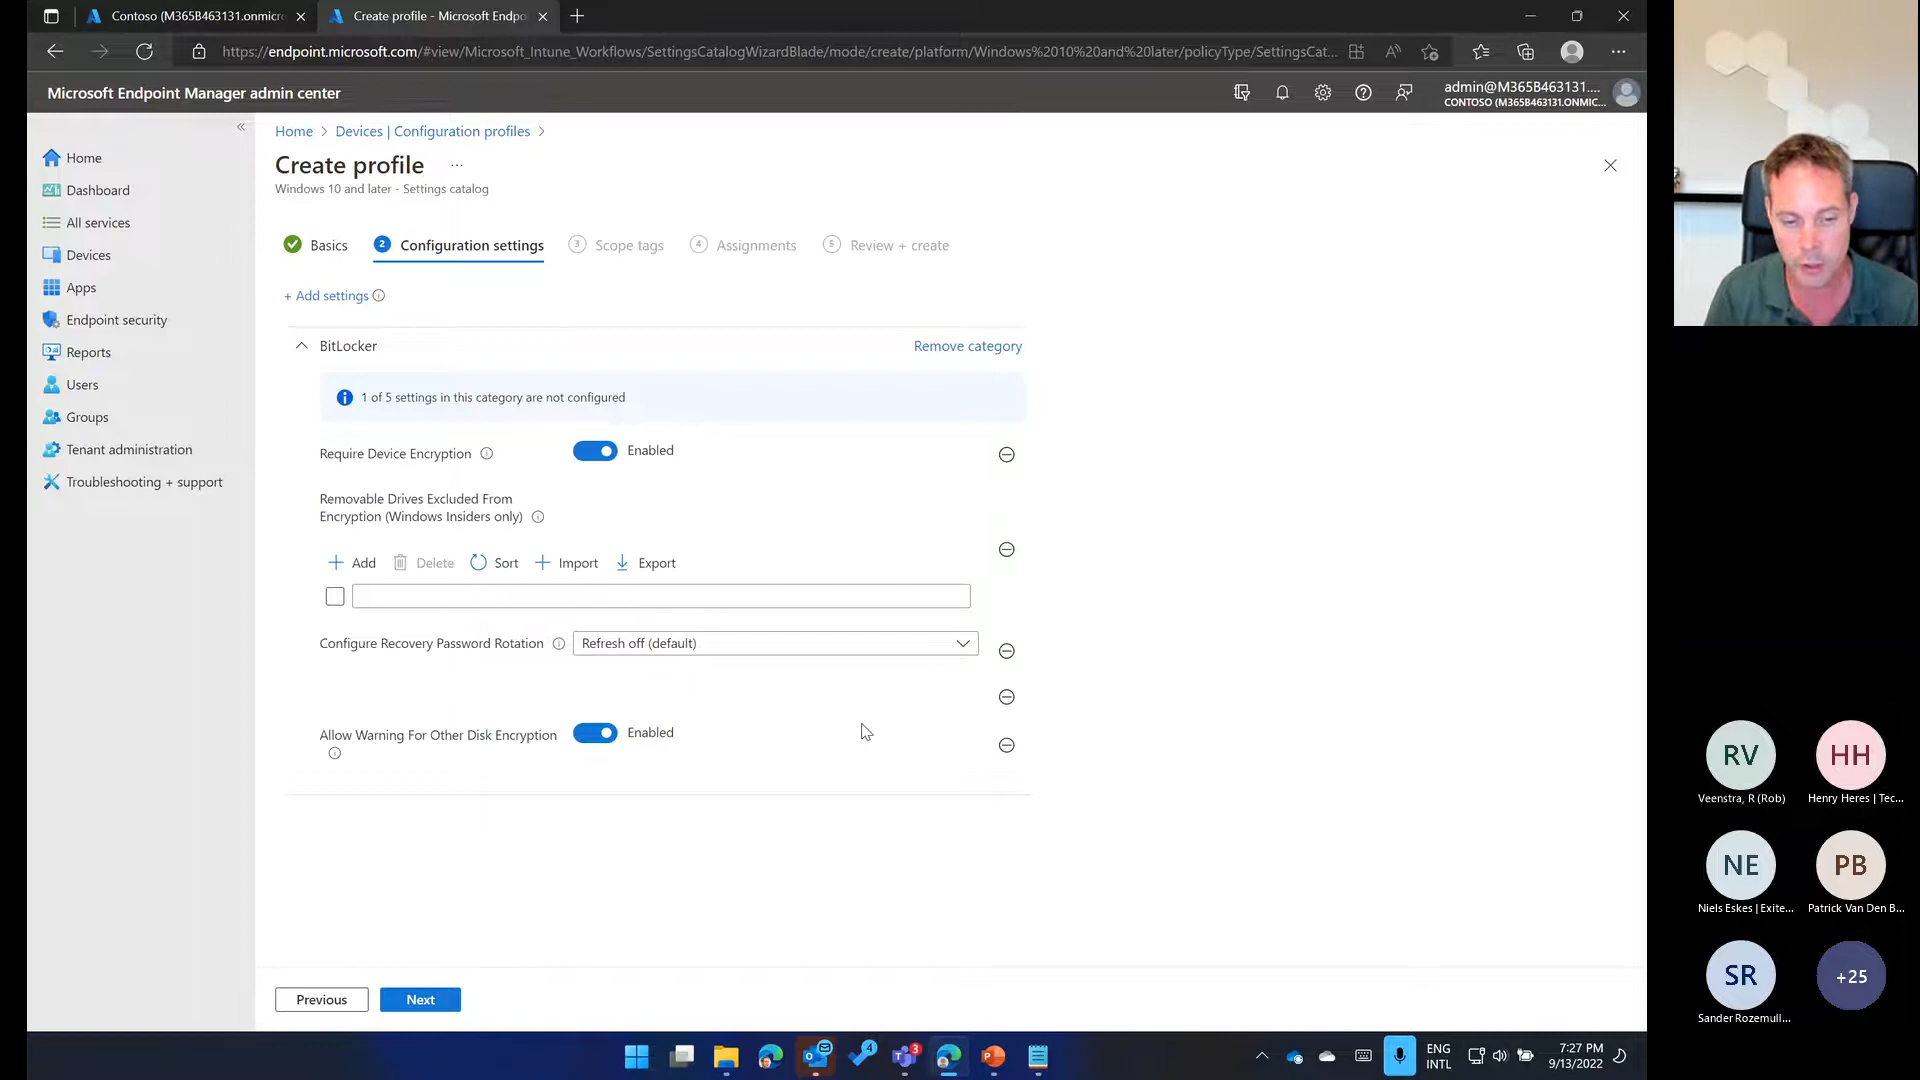 Contoso (M365B463131.onmicro
Create profile - Microsoft Endpo
https://endpoint.microsoft.com/#view/Microsoft_Intune_Workflows/SettingsCatalogWizardBlade/mode/create/platform/Windows%2010%20and%20later/policyType/SettingsCat...
Microsoft Endpoint Manager admin center
admin@M365B463131....
CONTOSO (M365B463131.ONMIC...
Home
Dashboard
All services
Devices
Apps
Endpoint security
Reports
Users
Groups
Tenant administration
Troubleshooting + support
Home > Devices | Configuration profiles >
Create profile ...
Windows 10 and later - Settings catalog
Basics
2 Configuration settings
3 Scope tags
4 Assignments
5 Review + create
+ Add settings
BitLocker
Remove category
1 of 5 settings in this category are not configured
Require Device Encryption
Enabled
Removable Drives Excluded From
Encryption (Windows Insiders only)
Add
Delete
Sort
Import
Export
Configure Recovery Password Rotation
Refresh off (default)
Allow Warning For Other Disk Encryption
Enabled
Previous
Next
RV
Veenstra, R (Rob)
HH
Henry Heres | Tec...
NE
Niels Eskes | Exite...
PB
Patrick Van Den B...
SR
Sander Rozemull...
+25
4
3
ENG
INTL
7:27 PM
9/13/2022